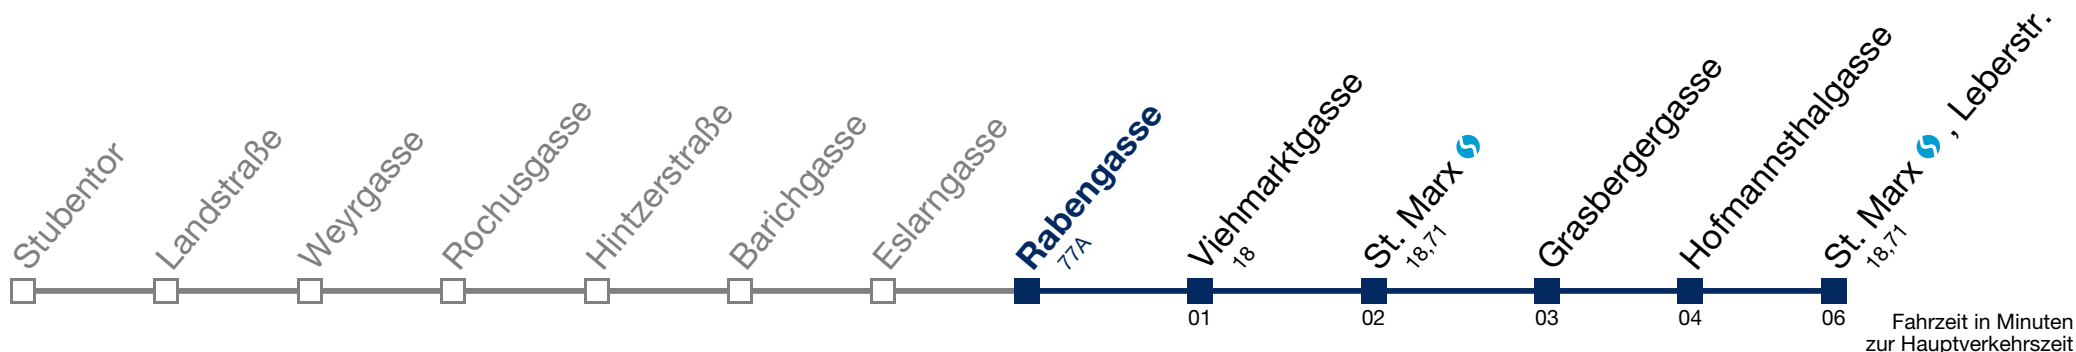 Stubentor
Landstraße
Weyrgasse
Rochusgasse
Hintzerstraße
Barichgasse
Eslarngasse
Rabengasse
77A
Viehmarktgasse
18
St. Marx
18,71
Grasbergergasse
Hofmannsthalgasse
St. Marx , Leberstr.
18,71
01
02
03
04
06
Fahrzeit in Minuten
zur Hauptverkehrszeit